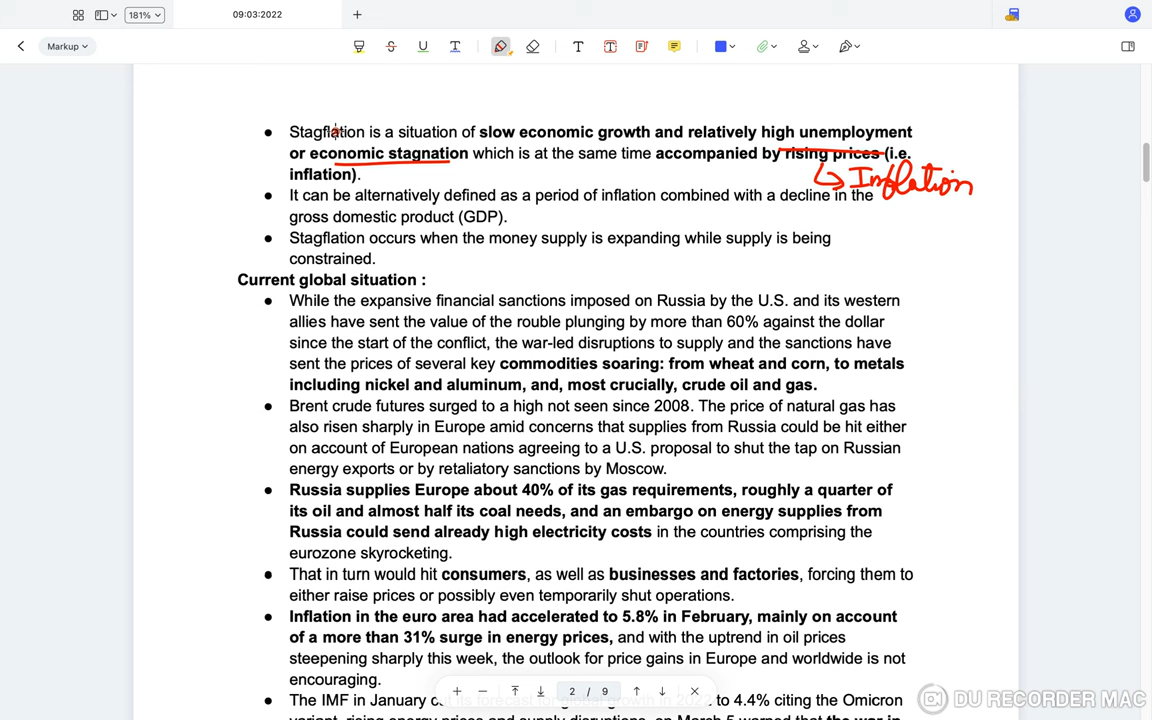 181%
09:03:2022
Markup
● Stagflation is a situation of slow economic growth and relatively high unemployment
or economic stagnation which is at the same time accompanied by rising prices (i.e.
inflation).
Inflation
● It can be alternatively defined as a period of inflation combined with a decline in the
gross domestic product (GDP).
● Stagflation occurs when the money supply is expanding while supply is being
constrained.
Current global situation :
● While the expansive financial sanctions imposed on Russia by the U.S. and its western
allies have sent the value of the rouble plunging by more than 60% against the dollar
since the start of the conflict, the war-led disruptions to supply and the sanctions have
sent the prices of several key commodities soaring: from wheat and corn, to metals
including nickel and aluminum, and, most crucially, crude oil and gas.
● Brent crude futures surged to a high not seen since 2008. The price of natural gas has
also risen sharply in Europe amid concerns that supplies from Russia could be hit either
on account of European nations agreeing to a U.S. proposal to shut the tap on Russian
energy exports or by retaliatory sanctions by Moscow.
● Russia supplies Europe about 40% of its gas requirements, roughly a quarter of
its oil and almost half its coal needs, and an embargo on energy supplies from
Russia could send already high electricity costs in the countries comprising the
eurozone skyrocketing.
● That in turn would hit consumers, as well as businesses and factories, forcing them to
either raise prices or possibly even temporarily shut operations.
● Inflation in the euro area had accelerated to 5.8% in February, mainly on account
of a more than 31% surge in energy prices, and with the uptrend in oil prices
steepening sharply this week, the outlook for price gains in Europe and worldwide is not
encouraging.
2 / 9
● The IMF in January to 4.4% citing the Omicron
variant, rising energy prices and supply disruptions, on March 5 warned that the war in
DU RECORDER MAC